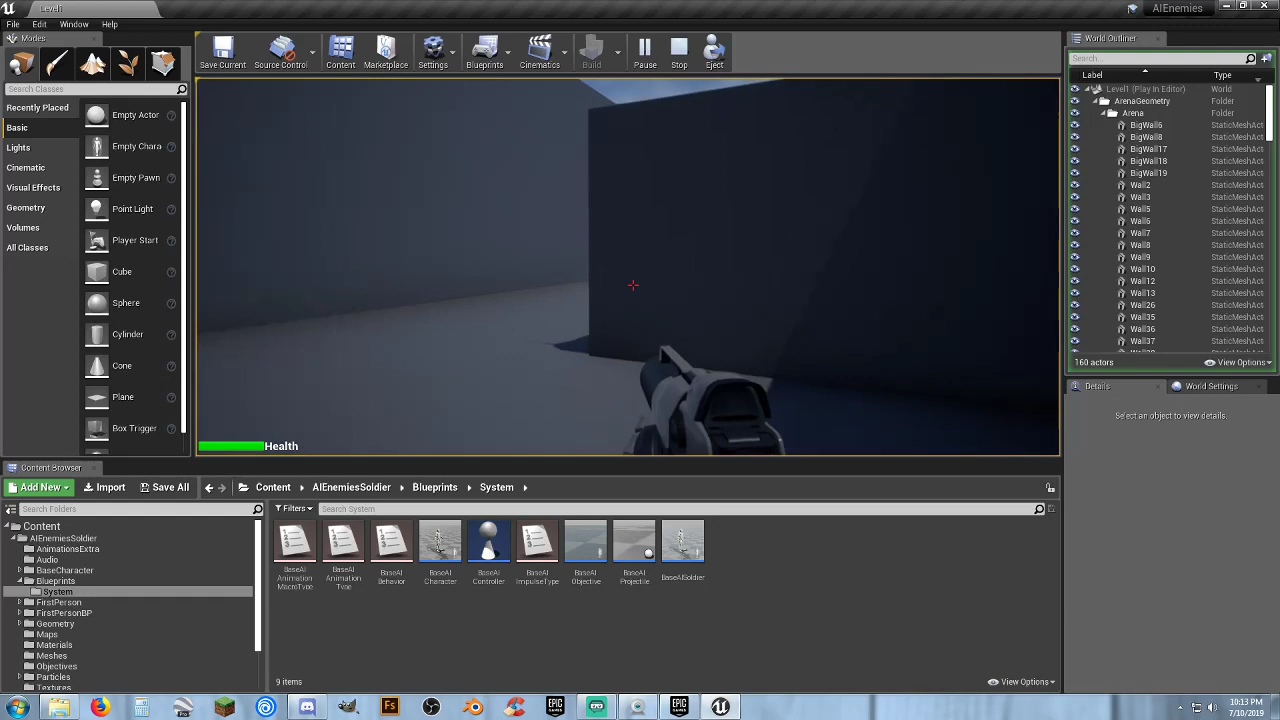 Level1
AIEnemies
File Edit Window Help
Modes
Search Classes
Recently Placed
Basic
Lights
Cinematic
Visual Effects
Geometry
Volumes
All Classes
Empty Actor
Empty Chara
Empty Pawn
Point Light
Player Start
Cube
Sphere
Cylinder
Cone
Plane
Box Trigger
Save Current
Source Control
Content
Marketplace
Settings
Blueprints
Cinematics
Build
Pause
Stop
Eject
Health
World Outliner
Search...
Label Type
Level1 (Play In Editor) World
ArenaGeometry Folder
Arena Folder
BigWall6 StaticMeshAct
BigWall8 StaticMeshAct
BigWall17 StaticMeshAct
BigWall18 StaticMeshAct
BigWall19 StaticMeshAct
Wall2 StaticMeshAct
Wall3 StaticMeshAct
Wall5 StaticMeshAct
Wall6 StaticMeshAct
Wall7 StaticMeshAct
Wall8 StaticMeshAct
Wall9 StaticMeshAct
Wall10 StaticMeshAct
Wall12 StaticMeshAct
Wall13 StaticMeshAct
Wall26 StaticMeshAct
Wall35 StaticMeshAct
Wall36 StaticMeshAct
Wall37 StaticMeshAct
160 actors View Options
Details World Settings
Select an object to view details.
Content Browser
Add New Import Save All Content AIEnemiesSoldier Blueprints System
Search Folders
Filters Search System
Content
AIEnemiesSoldier
AnimationsExtra
Audio
BaseCharacter
Blueprints
System
FirstPerson
FirstPersonBP
Geometry
Maps
Materials
Meshes
Objectives
Particles
Textures
BaseAI
Animation
MacroType
BaseAI
Animation
Type
BaseAI
Behavior
BaseAI
Character
BaseAI
Controller
BaseAI
ImpulseType
BaseAI
Objective
BaseAI
Projectile
BaseAISoldier
9 items View Options
10:13 PM
7/10/2019